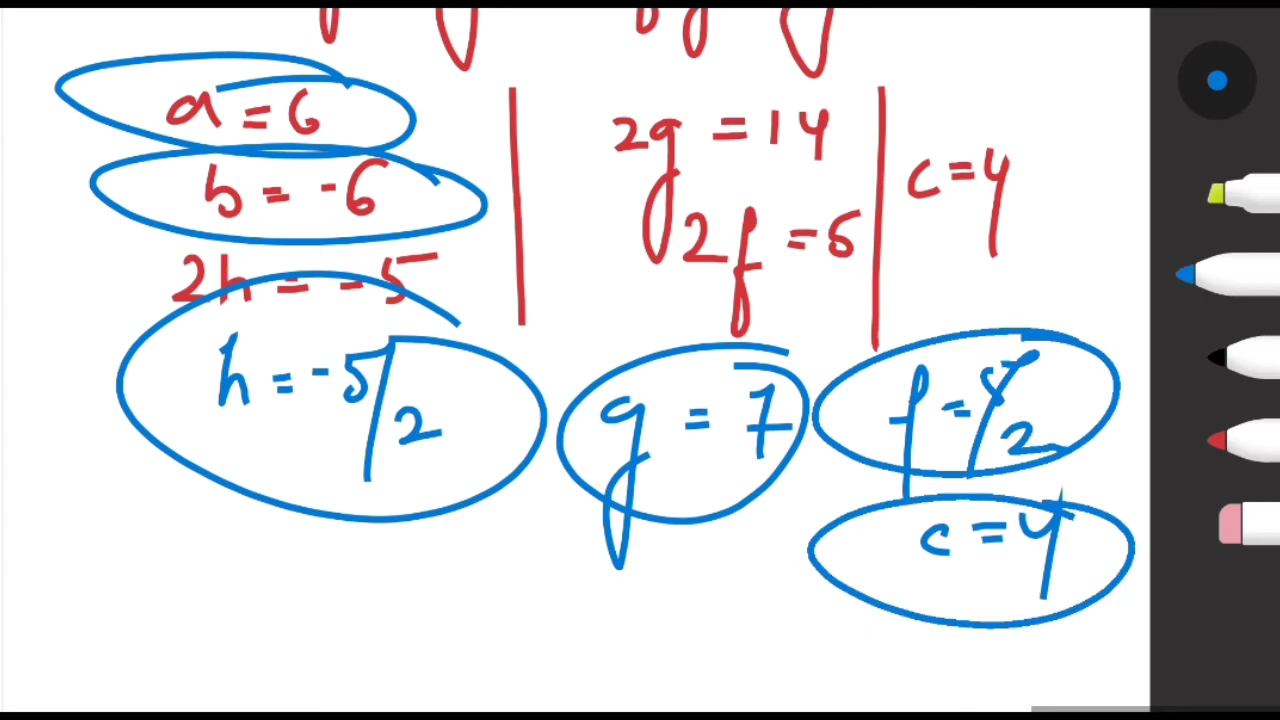 a = 6
b = -6
2h = -5
h = -5/2
2g = 14
2f = 5
g = 7
c = 4
f = 5/2
c = 4